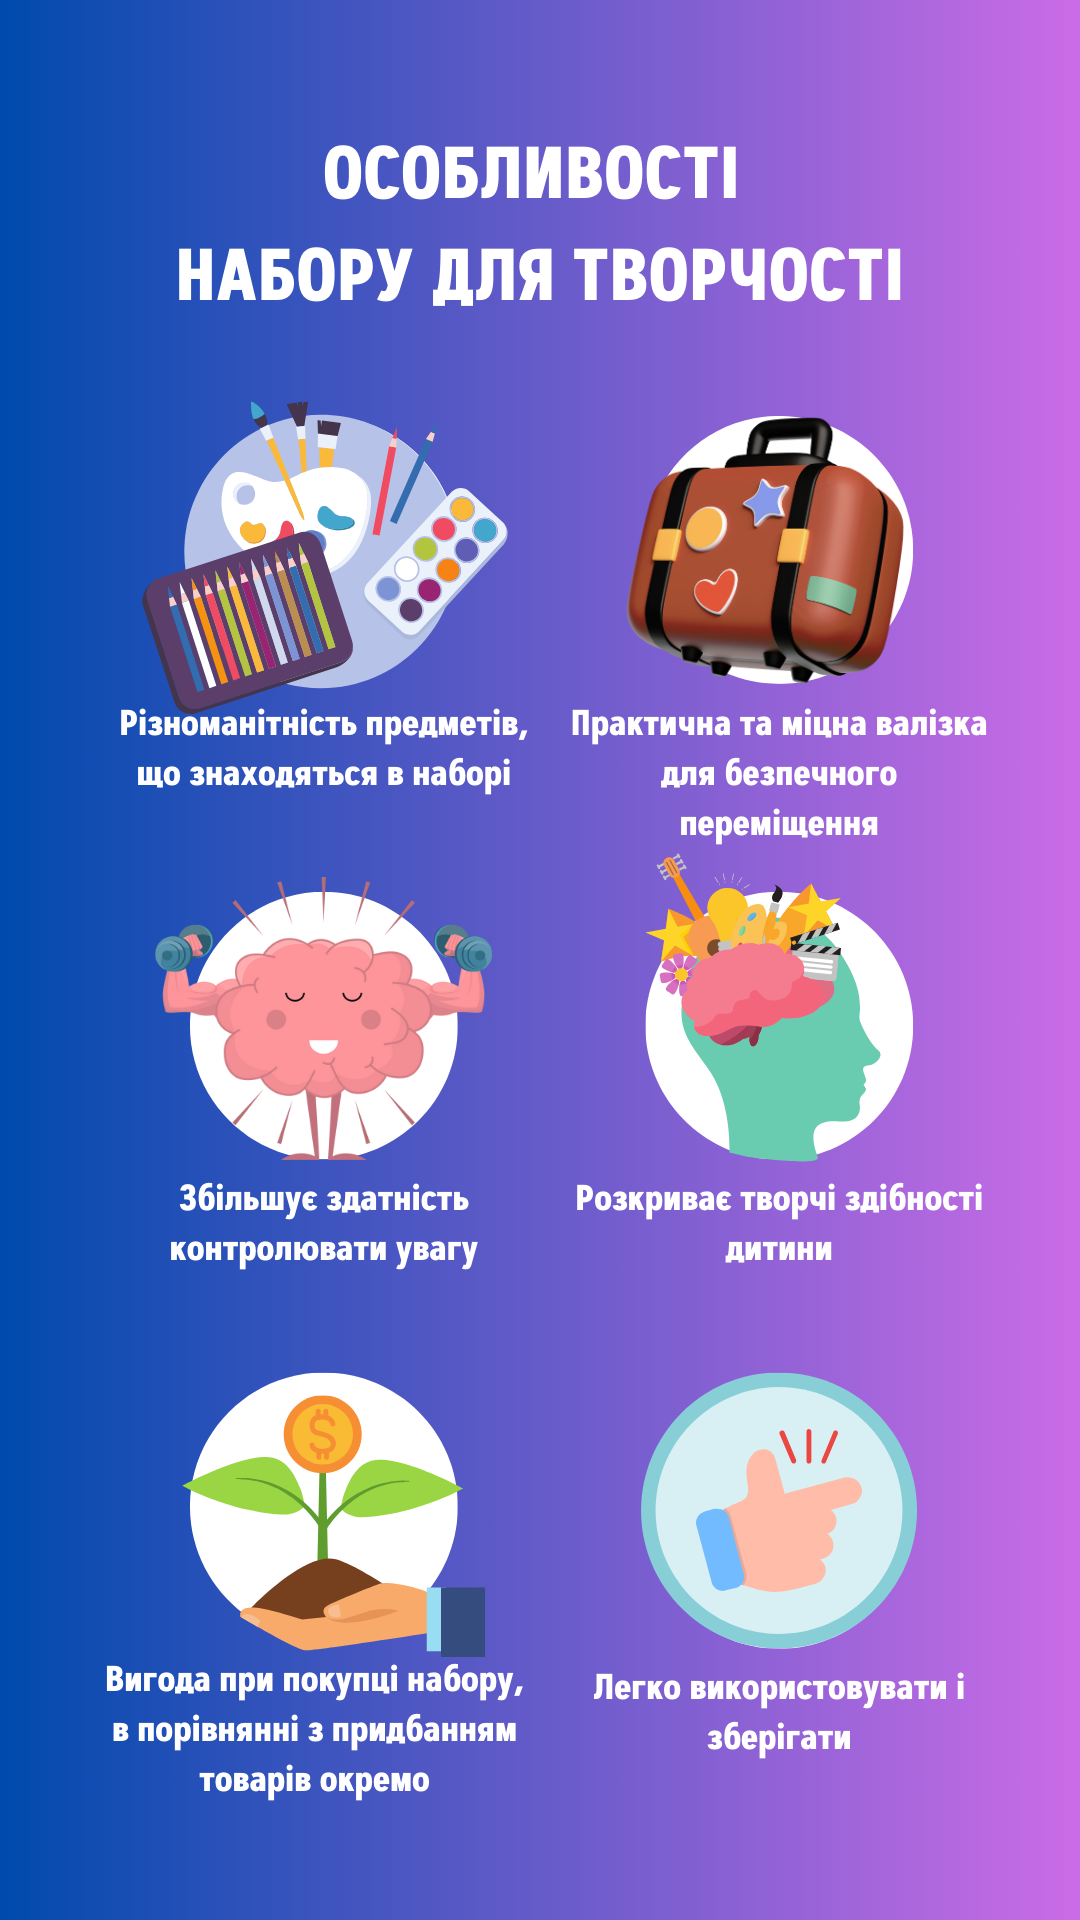 ОСОБЛИВОСТІ
НАБОРУ ДЛЯ ТВОРЧОСТІ
Різноманітність предметів,
що знаходяться в наборі
Практична та міцна валізка
для безпечного
переміщення
Збільшує здатність
контролювати увагу
Розкриває творчі здібності
дитини
Вигода при покупці набору,
в порівнянні з придбанням
товарів окремо
Легко використовувати і
зберігати